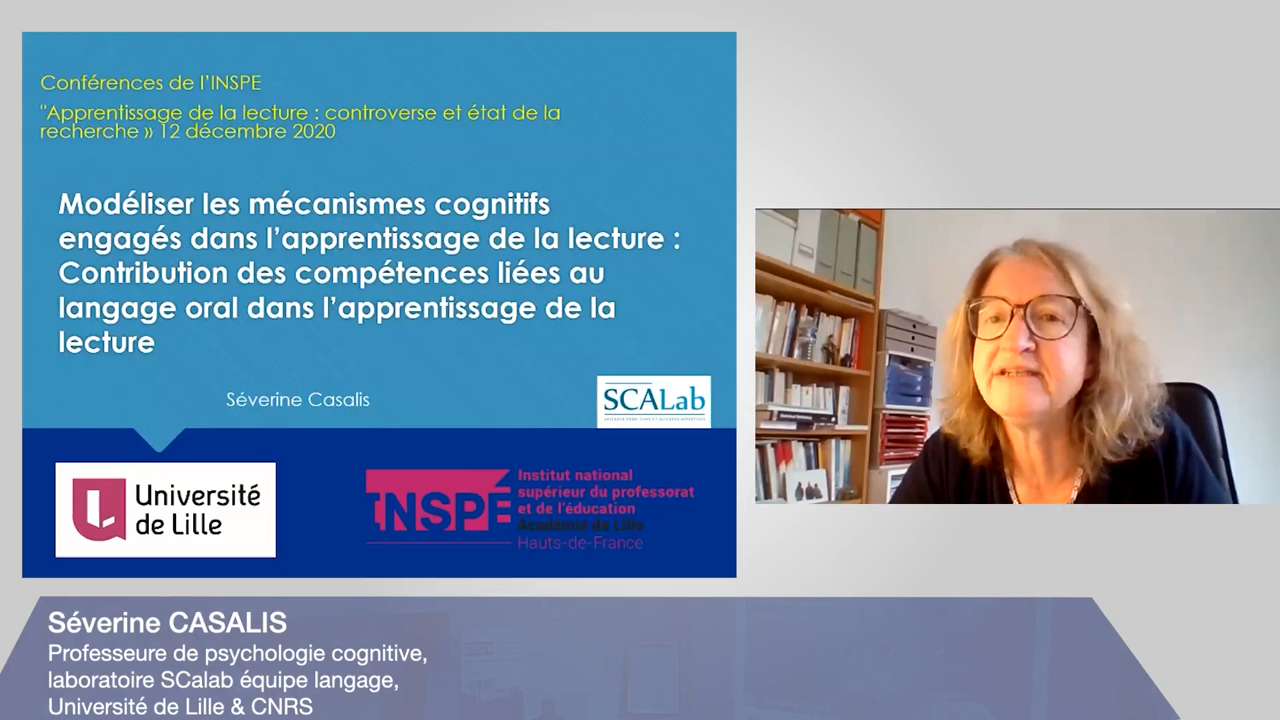 Conférences de l'INSPE
"Apprentissage de la lecture : controverse et état de la
recherche » 12 décembre 2020
Modéliser les mécanismes cognitifs
engagés dans l'apprentissage de la lecture :
Contribution des compétences liées au
langage oral dans l'apprentissage de la
lecture
Séverine Casalis
SCALab
Université
de Lille
INSPE
Institut national
supérieur du professorat
et de l'éducation
Académie de Lille
Hauts-de-France
Séverine CASALIS
Professeure de psychologie cognitive,
laboratoire SCalab équipe langage,
Université de Lille & CNRS